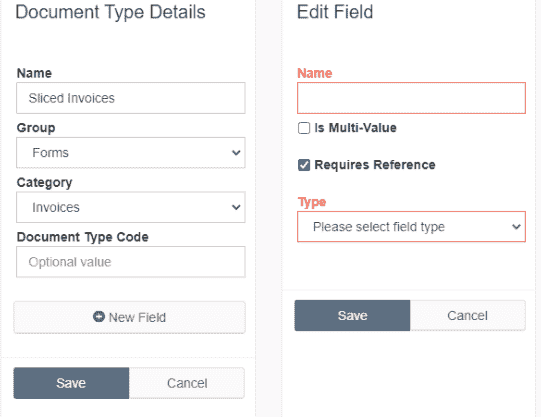 Document Type Details
Name
Sliced Invoices
Group
Forms
Category
Invoices
Document Type Code
Optional value
New Field
Save
Cancel
Edit Field
Name
Is Multi-Value
Requires Reference
Type
Please select field type
Save
Cancel